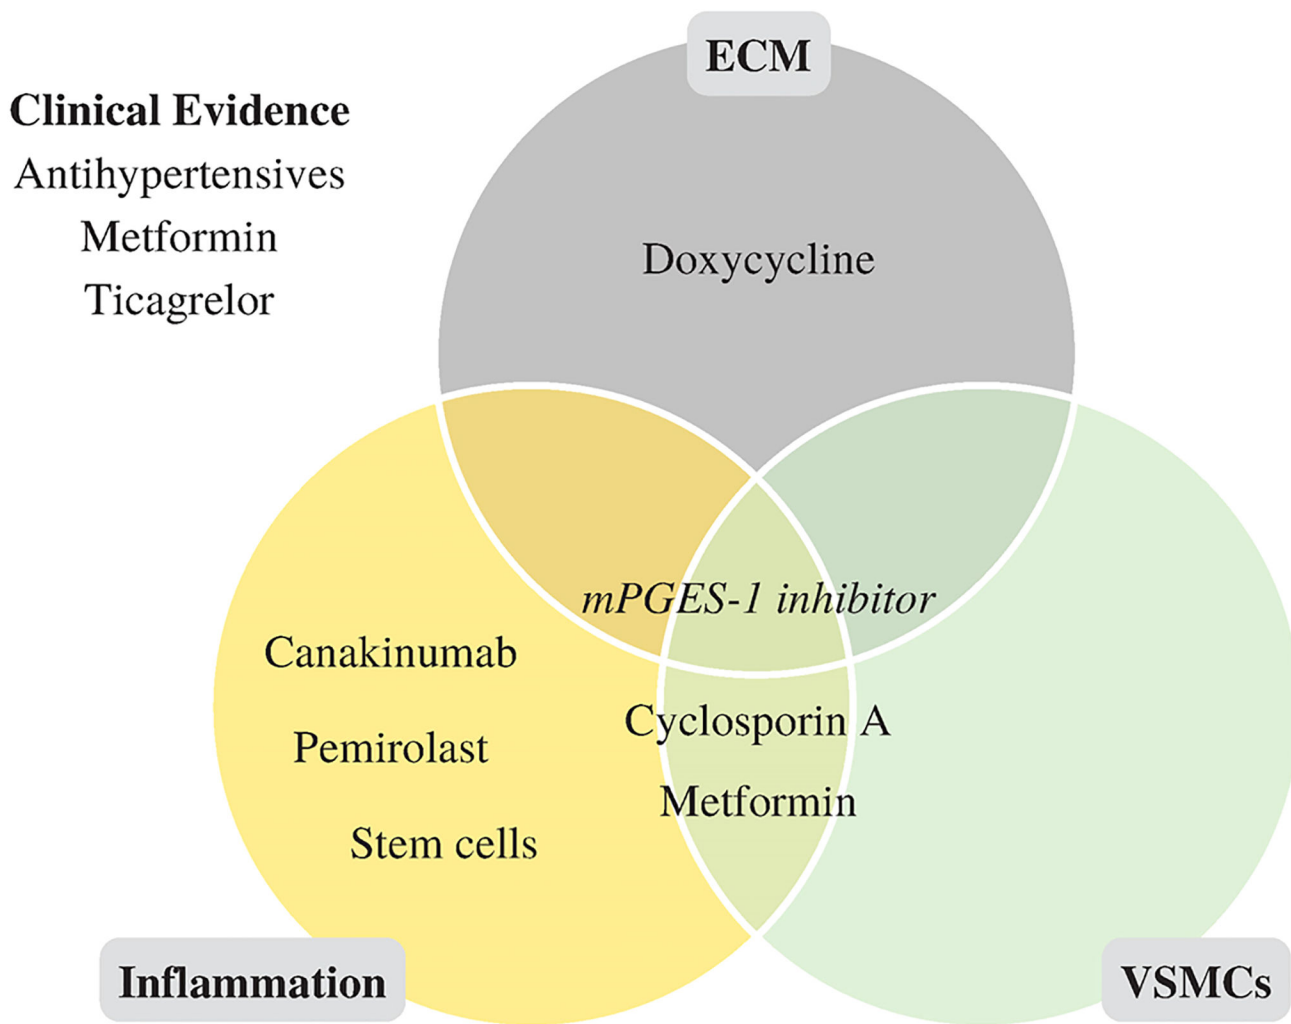 ECM
Clinical Evidence
Antihypertensives
Metformin
Ticagrelor
Doxycycline
mPGES-1 inhibitor
Canakinumab
Pemirolast
Stem cells
Cyclosporin A
Metformin
Inflammation
VSMCs